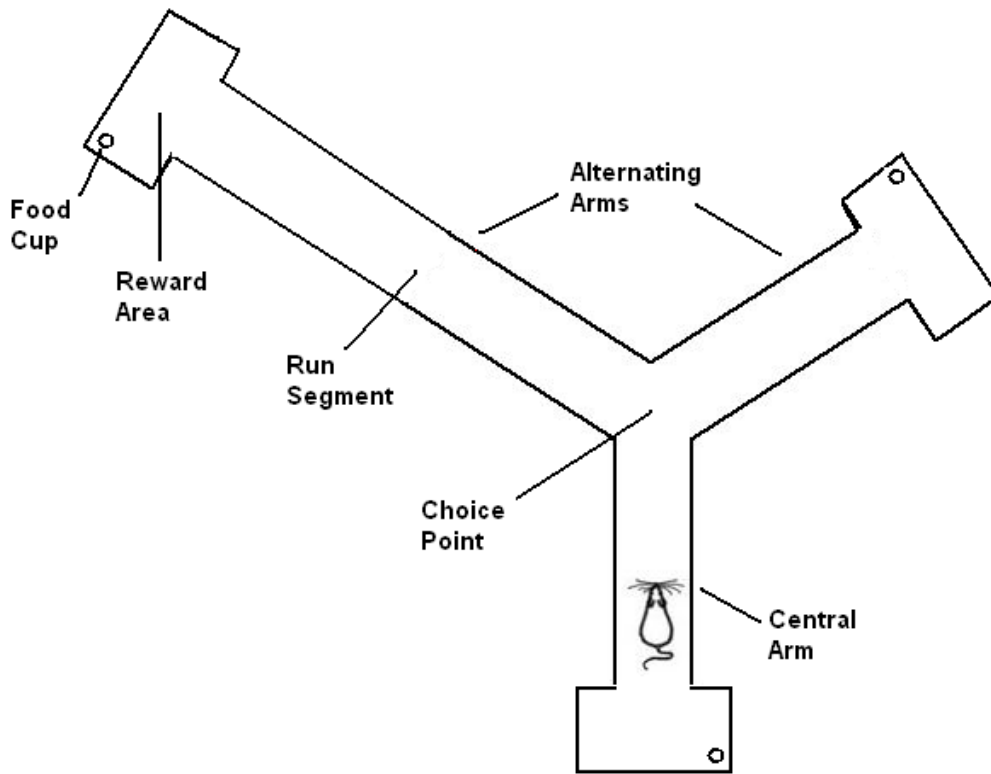 Alternating
Arms
Food
Cup
Reward
Area
Run
Segment
Choice
Point
Central
Arm